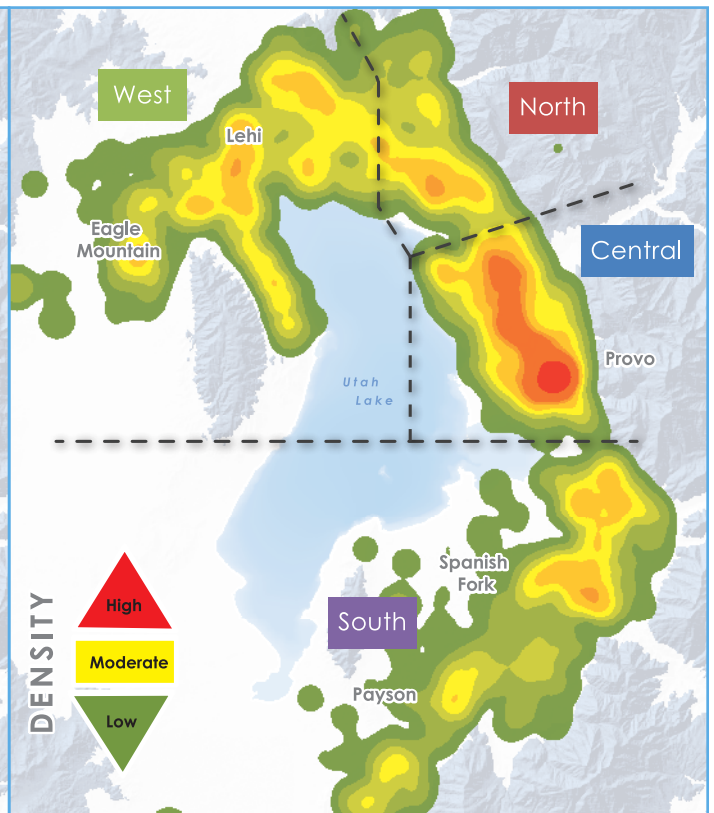 West
North
Lehi
Eagle
Mountain
Central
Provo
Utah
Lake
Spanish
Fork
South
Payson
DENSITY
High
Moderate
Low